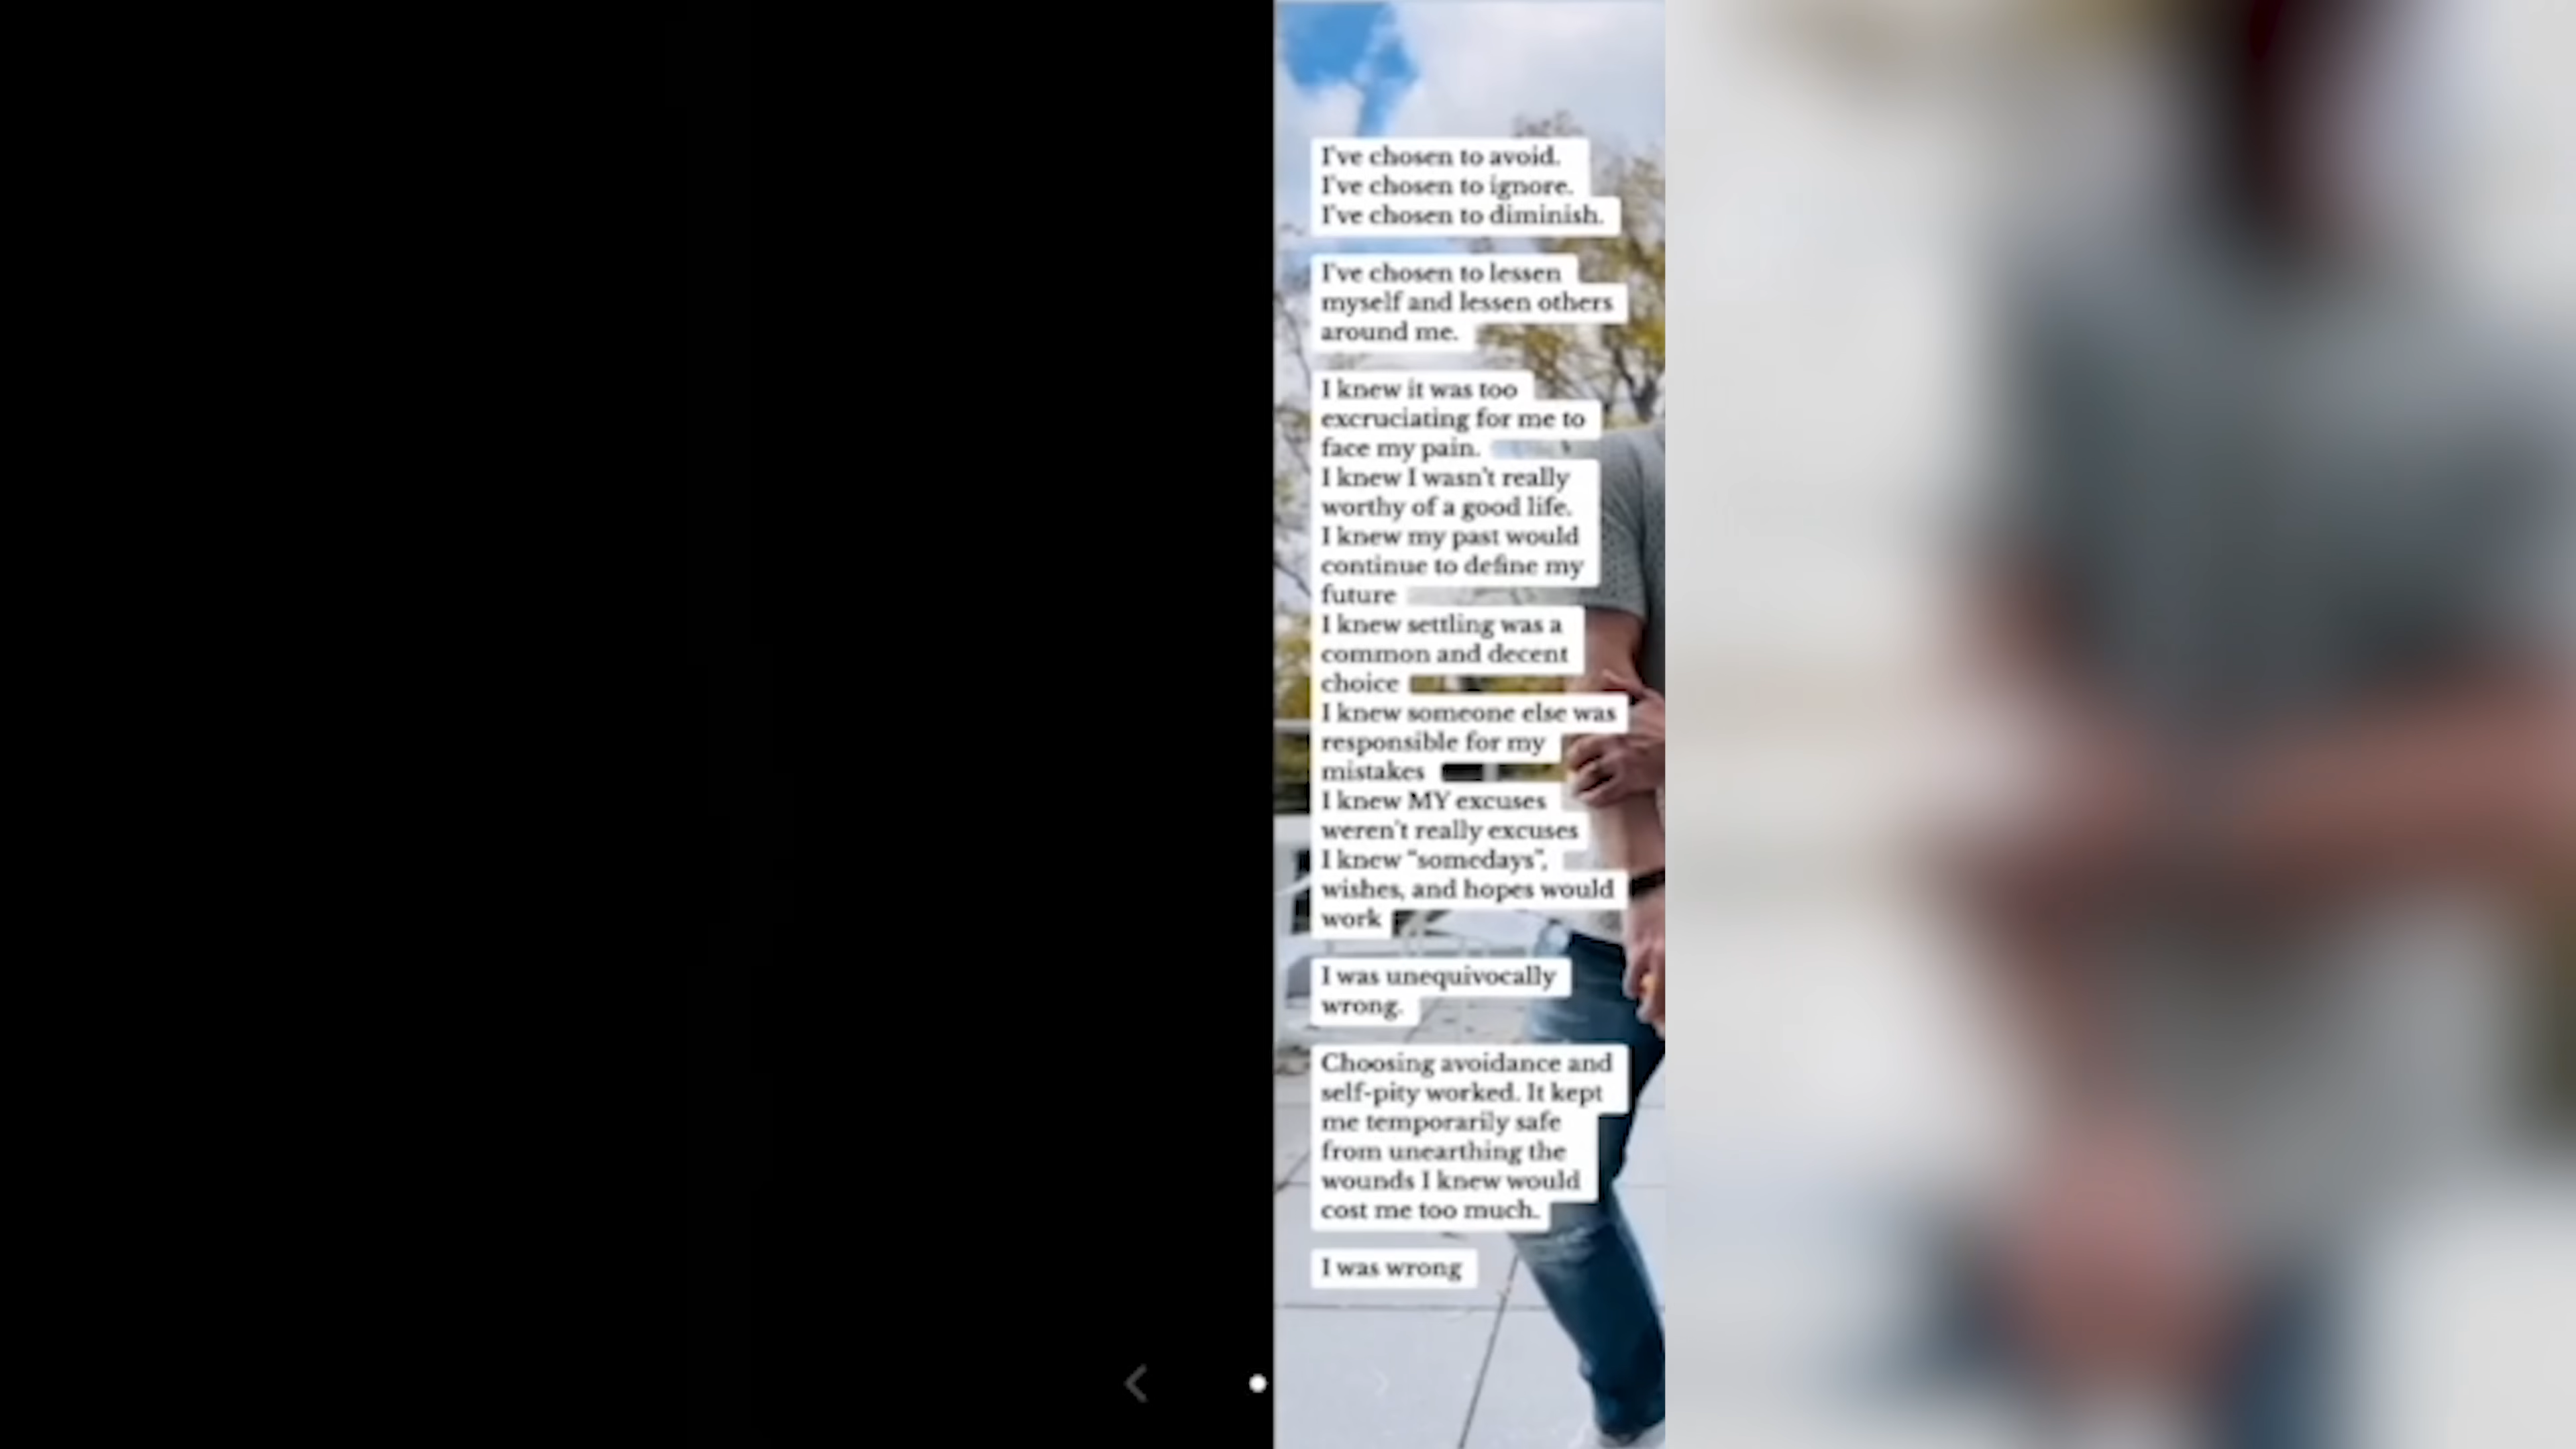 I've chosen to avoid.
I've chosen to ignore.
I've chosen to diminish.
I've chosen to lessen
myself and lessen others
around me.
I knew it was too
excruciating for me to
face my pain.
I knew I wasn't really
worthy of a good life.
I knew my past would
continue to define my
future
I knew settling was a
common and decent
choice
I knew someone else was
responsible for my
mistakes
I knew MY excuses
weren't really excuses
I knew "somedays",
wishes, and hopes would
work
I was unequivocally
wrong.
Choosing avoidance and
self-pity worked. It kept
me temporarily safe
from unearthing the
wounds I knew would
cost me too much.
I was wrong